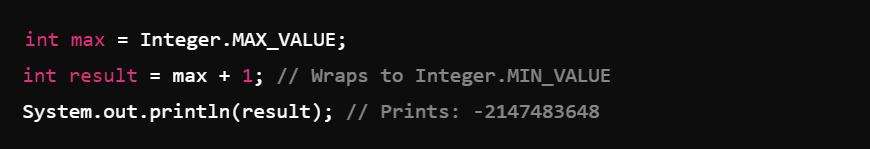 int max = Integer.MAX_VALUE;
int result = max + 1; // Wraps to Integer.MIN_VALUE
System.out.println(result); // Prints: -2147483648